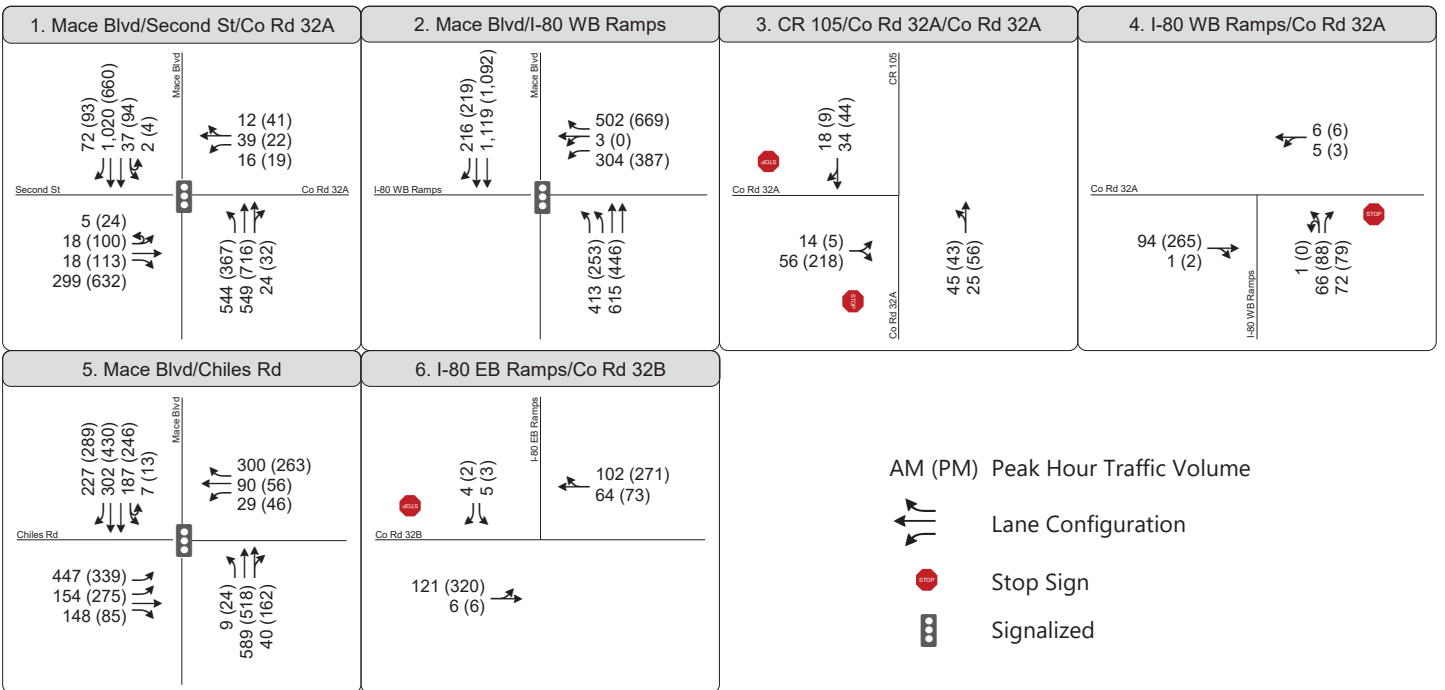 1. Mace Blvd/Second St/Co Rd 32A
72 (93)
1,020 (660)
37 (94)
2 (4)
Mace Blvd
12 (41)
39 (22)
16 (19)
Second St
Co Rd 32A
5 (24)
18 (100)
18 (113)
299 (632)
544 (367)
549 (716)
24 (32)
2. Mace Blvd/I-80 WB Ramps
216 (219)
1,119 (1,092)
Mace Blvd
502 (669)
3 (0)
304 (387)
I-80 WB Ramps
413 (253)
615 (446)
3. CR 105/Co Rd 32A/Co Rd 32A
CR 105
18 (9)
34 (44)
STOP
Co Rd 32A
14 (5)
56 (218)
STOP
Co Rd 32A
45 (43)
25 (56)
4. I-80 WB Ramps/Co Rd 32A
6 (6)
5 (3)
Co Rd 32A
94 (265)
1 (2)
I-80 WB Ramps
1 (0)
66 (88)
72 (79)
STOP
5. Mace Blvd/Chiles Rd
227 (289)
302 (430)
187 (246)
7 (13)
Mace Blvd
300 (263)
90 (56)
29 (46)
Chiles Rd
447 (339)
154 (275)
148 (85)
9 (24)
589 (518)
40 (162)
6. I-80 EB Ramps/Co Rd 32B
I-80 EB Ramps
4 (2)
5 (3)
STOP
102 (271)
64 (73)
Co Rd 32B
121 (320)
6 (6)
AM (PM) Peak Hour Traffic Volume
Lane Configuration
STOP Stop Sign
Signalized